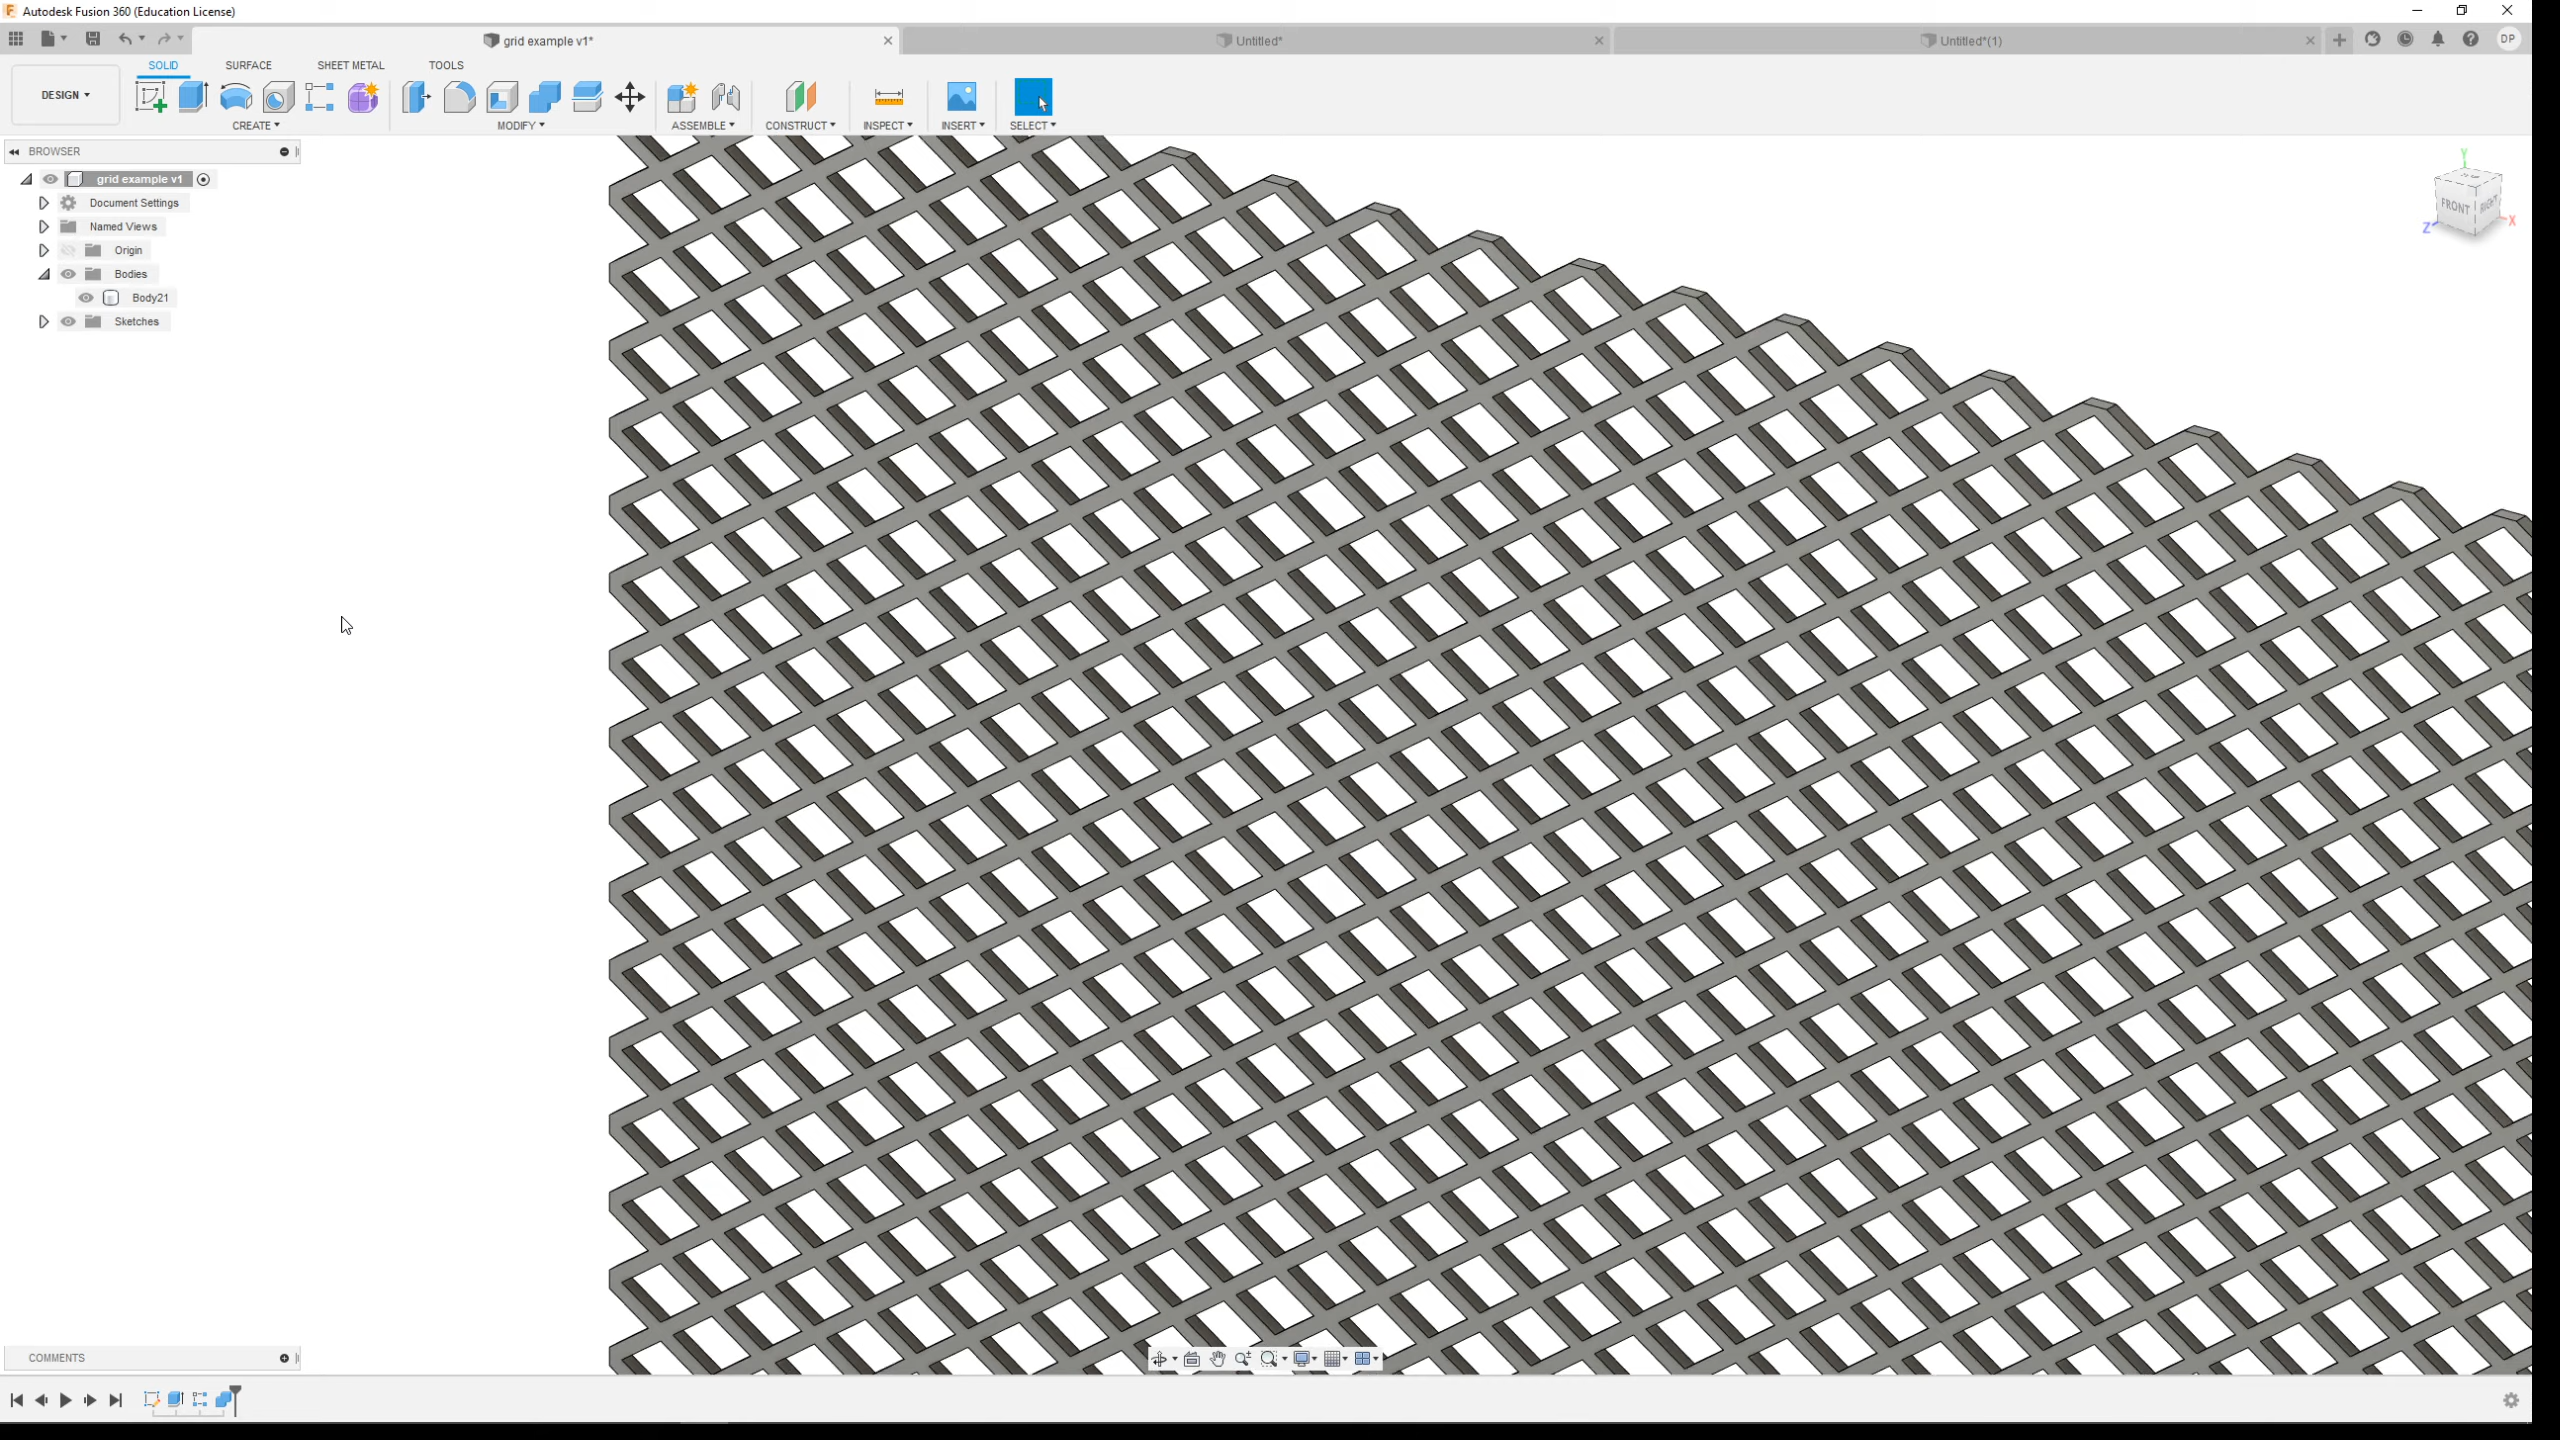 Autodesk Fusion 360 (Education License)
grid example v1*
Untitled*
Untitled*(1)
DP
DESIGN
SOLID
SURFACE
SHEET METAL
TOOLS
CREATE
MODIFY
ASSEMBLE
CONSTRUCT
INSPECT
INSERT
SELECT
BROWSER
grid example v1
Document Settings
Named Views
Origin
Bodies
Body21
Sketches
Y
FRONT
RIGHT
Z
X
COMMENTS